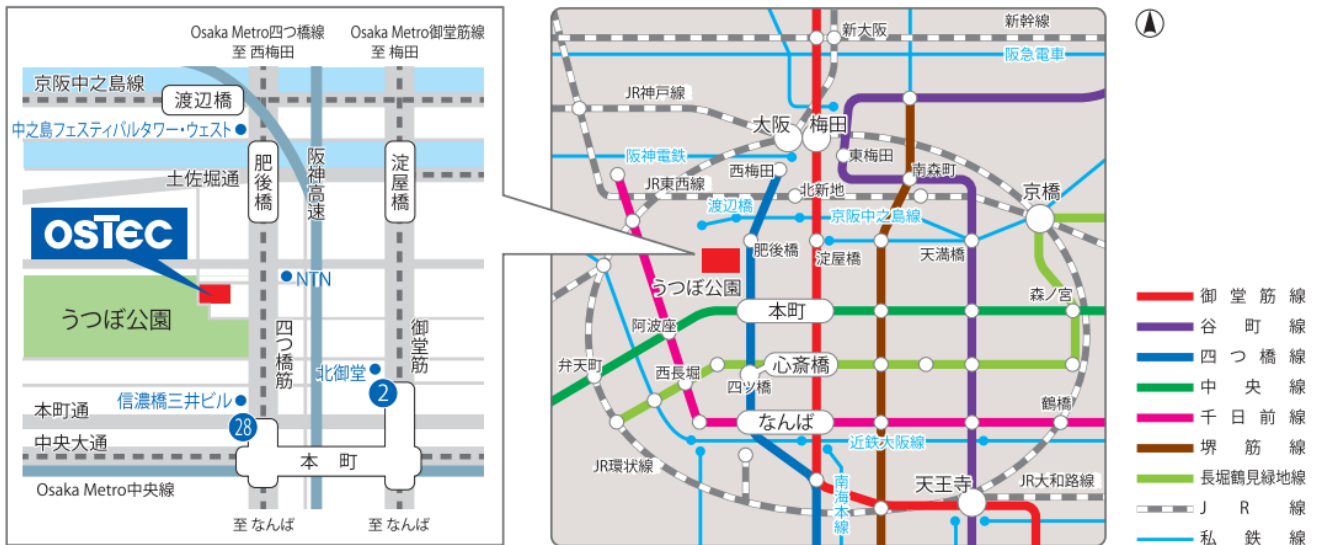 Osaka Metro四つ橋線
至 西梅田
Osaka Metro御堂筋線
至 梅田
京阪中之島線
渡辺橋
中之島フェスティバルタワー・ウェスト
肥後橋
阪神高速
淀屋橋
土佐堀通
OSTEC
NTN
うつぼ公園
四つ橋筋
御堂筋
北御堂
2
信濃橋三井ビル
28
本町通
中央大通
本町
Osaka Metro中央線
至 なんば
至 なんば
新幹線
新大阪
阪急電車
JR神戸線
大阪
梅田
東梅田
阪神電鉄
西梅田
南森町
JR東西線
北新地
京橋
渡辺橋
京阪中之島線
肥後橋
淀屋橋
天満橋
うつぼ公園
森ノ宮
本町
阿波座
弁天町
心斎橋
西長堀
四ツ橋
なんば
鶴橋
近鉄大阪線
JR環状線
南海本線
天王寺
JR大和路線
御堂筋線
谷町線
四つ橋線
中央線
千日前線
堺筋線
長堀鶴見緑地線
JR線
私鉄線